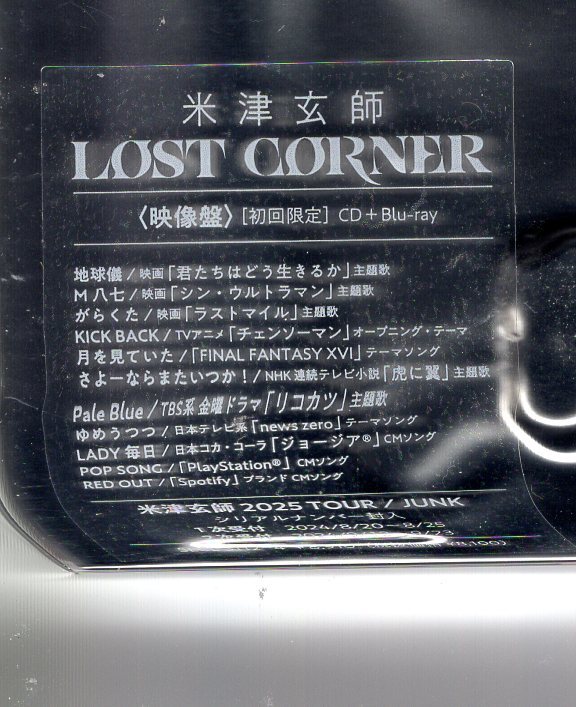 米津玄師
LOST CORNER
〈映像盤〉[初回限定] CD+Blu-ray
地球儀/映画「君たちはどう生きるか」主題歌
M八七/映画「シン・ウルトラマン」主題歌
がらくた/映画「ラストマイル」主題歌
KICK BACK/TVアニメ「チェンソーマン」オープニング・テーマ
月を見ていた/「FINAL FANTASY XVI」テーマソング
さよーならまたいつか!/NHK 連続テレビ小説「虎に翼」主題歌
Pale Blue/TBS系 金曜ドラマ「リコカツ」主題歌
ゆめうつつ/日本テレビ系「news zero」テーマソング
LADY 毎日/日本コカ・コーラ「ジョージア®」CMソング
POP SONG/「PlayStation®」CMソング
RED OUT/「Spotify」ブランド CMソング
米津玄師 2025 TOUR / JUNK
シリアルナンバー封入
1次受付 2024/8/20~8/25